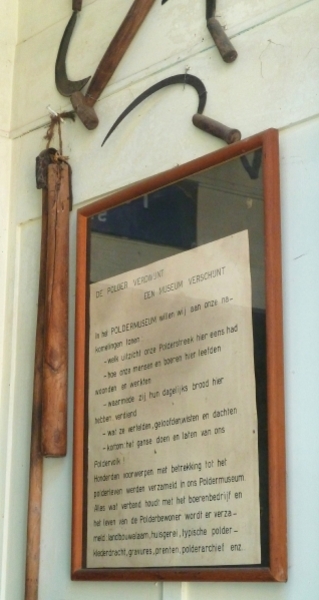 DE POLDER VERDWIJNT
EEN MUSEUM VERSCHIJNT
In het POLDERMUSEUM willen wij aan onze na-
komelingen tonen
- welk uitzicht onze Polderstreek hier eens had
- hoe onze mensen en boeren hier leefden
woonden en werkten
- waarmede zij hun dagelijks brood hier
hebben verdiend
- wat ze vertelden, geloofden, wisten en dachten
- kortom het ganse doen en laten van ons
Poldervolk !
Honderden voorwerpen met betrekking tot het
polderleven werden verzameld in ons Poldermuseum
Alles wat verband houdt met het boerenbedrijf en
het leven van de Polderbewoner wordt er verza-
meld: landbouwalaam, huisgerei, typische polder-
klederdracht, gravures, prenten, polderarchief enz.